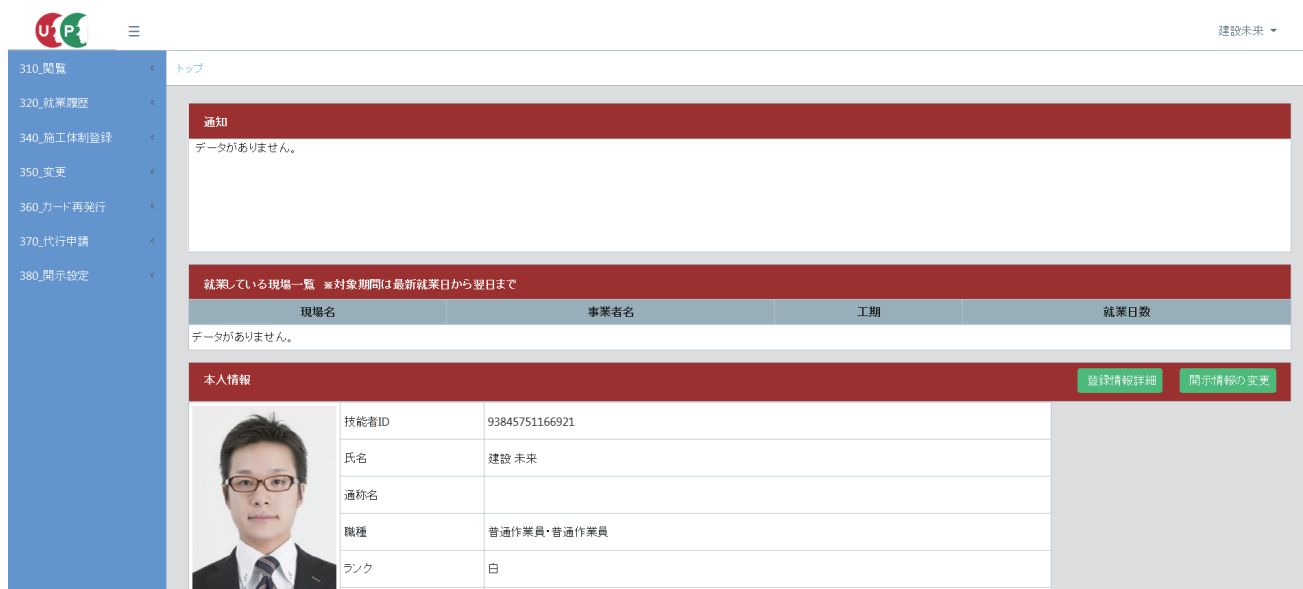 U P
建設未来
310_閲覧
トップ
320_就業履歴
340_施工体制登録
350_変更
360_カード再発行
370_代行申請
380_開示設定
通知
データがありません。
就業している現場一覧 ※対象期間は最新就業日から翌日まで
現場名 事業者名 工期 就業日数
データがありません。
本人情報 登録情報詳細 開示情報の変更
技能者ID 93845751166921
氏名 建設 未来
通称名
職種 普通作業員・普通作業員
ランク 白